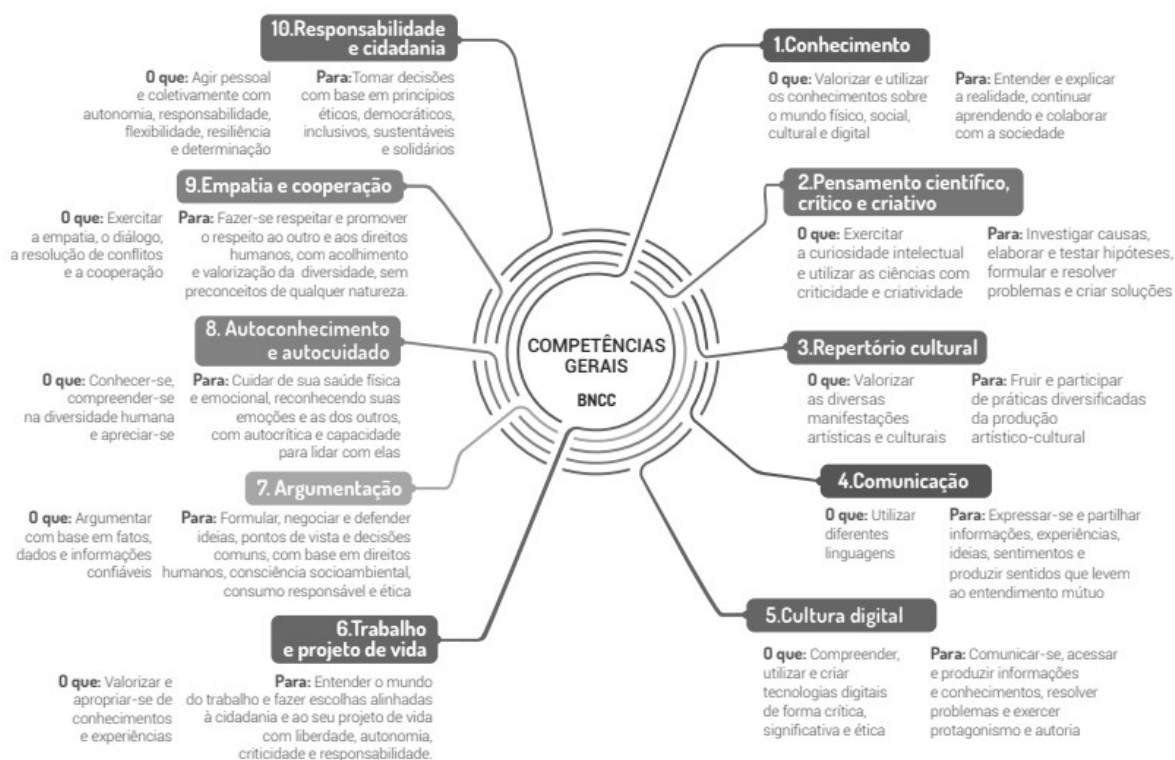 10.Responsabilidade
e cidadania
O que: Agir pessoal
e coletivamente com
autonomia, responsabilidade,
flexibilidade, resiliência
e determinação
Para:Tomar decisões
com base em princípios
éticos, democráticos,
inclusivos, sustentáveis
e solidários
1.Conhecimento
O que: Valorizar e utilizar
os conhecimentos sobre
o mundo físico, social,
cultural e digital
Para: Entender e explicar
a realidade, continuar
aprendendo e colaborar
com a sociedade
9.Empatia e cooperação
O que: Exercitar
a empatia, o diálogo,
a resolução de conflitos
e a cooperação
Para: Fazer-se respeitar e promover
o respeito ao outro e aos direitos
humanos, com acolhimento
e valorização da diversidade, sem
preconceitos de qualquer natureza.
2.Pensamento científico,
crítico e criativo
O que: Exercitar
a curiosidade intelectual
e utilizar as ciências com
criticidade e criatividade
Para: Investigar causas,
elaborar e testar hipóteses,
formular e resolver
problemas e criar soluções
COMPETÊNCIAS
GERAIS
BNCC
8. Autoconhecimento
e autocuidado
O que: Conhecer-se,
compreender-se
na diversidade humana
e apreciar-se
Para: Cuidar de sua saúde física
e emocional, reconhecendo suas
emoções e as dos outros,
com autocrítica e capacidade
para lidar com elas
3.Repertório cultural
O que: Valorizar
as diversas
manifestações
artísticas e culturais
Para: Fruir e participar
de práticas diversificadas
da produção
artístico-cultural
7. Argumentação
O que: Argumentar
com base em fatos,
dados e informações
confiáveis
Para: Formular, negociar e defender
ideias, pontos de vista e decisões
comuns, com base em direitos
humanos, consciência socioambiental,
consumo responsável e ética
4.Comunicação
O que: Utilizar
diferentes
linguagens
Para: Expressar-se e partilhar
informações, experiências,
ideias, sentimentos e
produzir sentidos que levem
ao entendimento mútuo
6.Trabalho
e projeto de vida
O que: Valorizar e
apropriar-se de
conhecimentos
e experiências
Para: Entender o mundo
do trabalho e fazer escolhas alinhadas
à cidadania e ao seu projeto de vida
com liberdade, autonomia,
criticidade e responsabilidade.
5.Cultura digital
O que: Compreender,
utilizar e criar
tecnologias digitais
de forma crítica,
significativa e ética
Para: Comunicar-se, acessar
e produzir informações
e conhecimentos, resolver
problemas e exercer
protagonismo e autoria